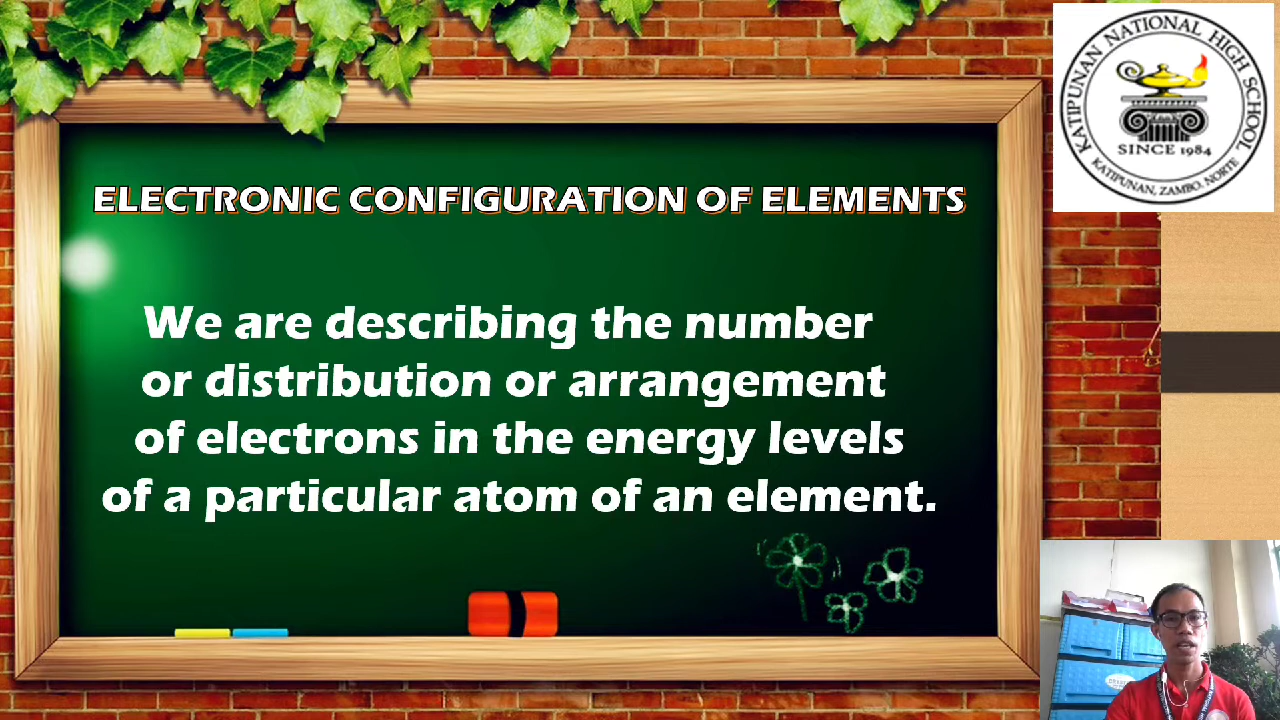 KATIPUNAN NATIONAL HIGH SCHOOL
SINCE 1984
KATIPUNAN, ZAMBO. NORTE
ELECTRONIC CONFIGURATION OF ELEMENTS
We are describing the number
or distribution or arrangement
of electrons in the energy levels
of a particular atom of an element.